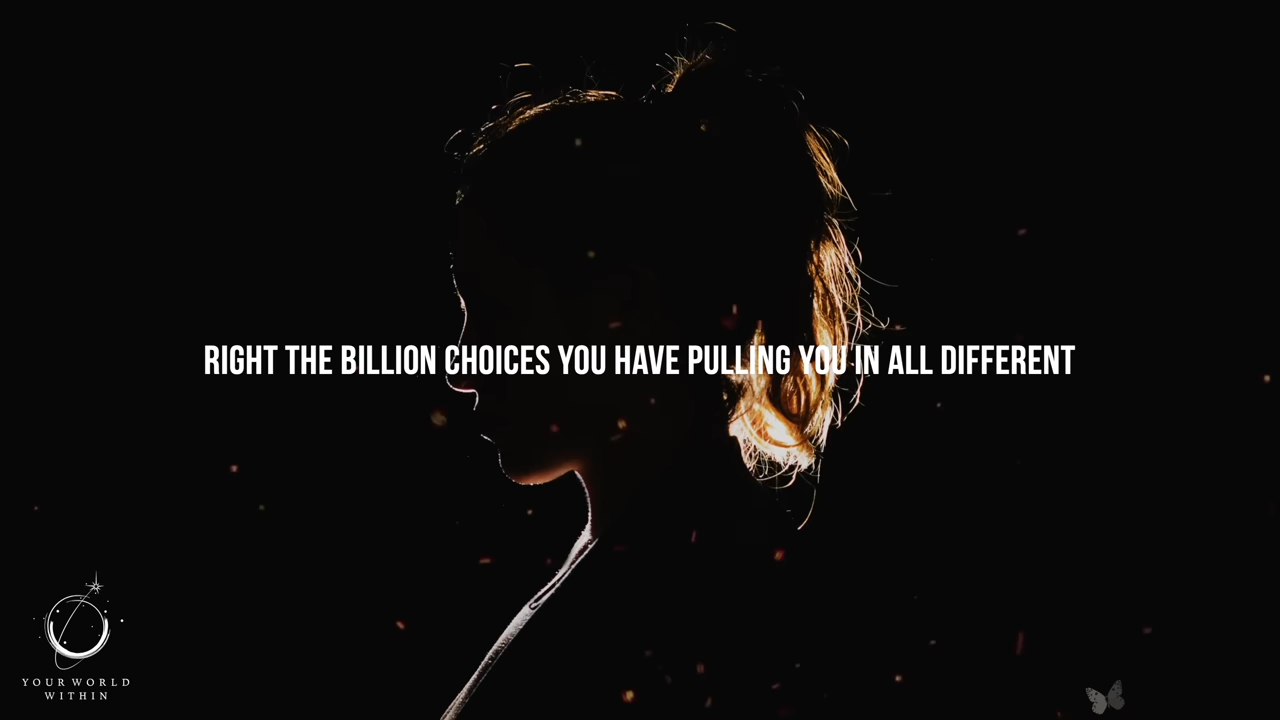 RIGHT THE BILLION CHOICES YOU HAVE PULLING YOU IN ALL DIFFERENT
YOUR WORLD
WITHIN